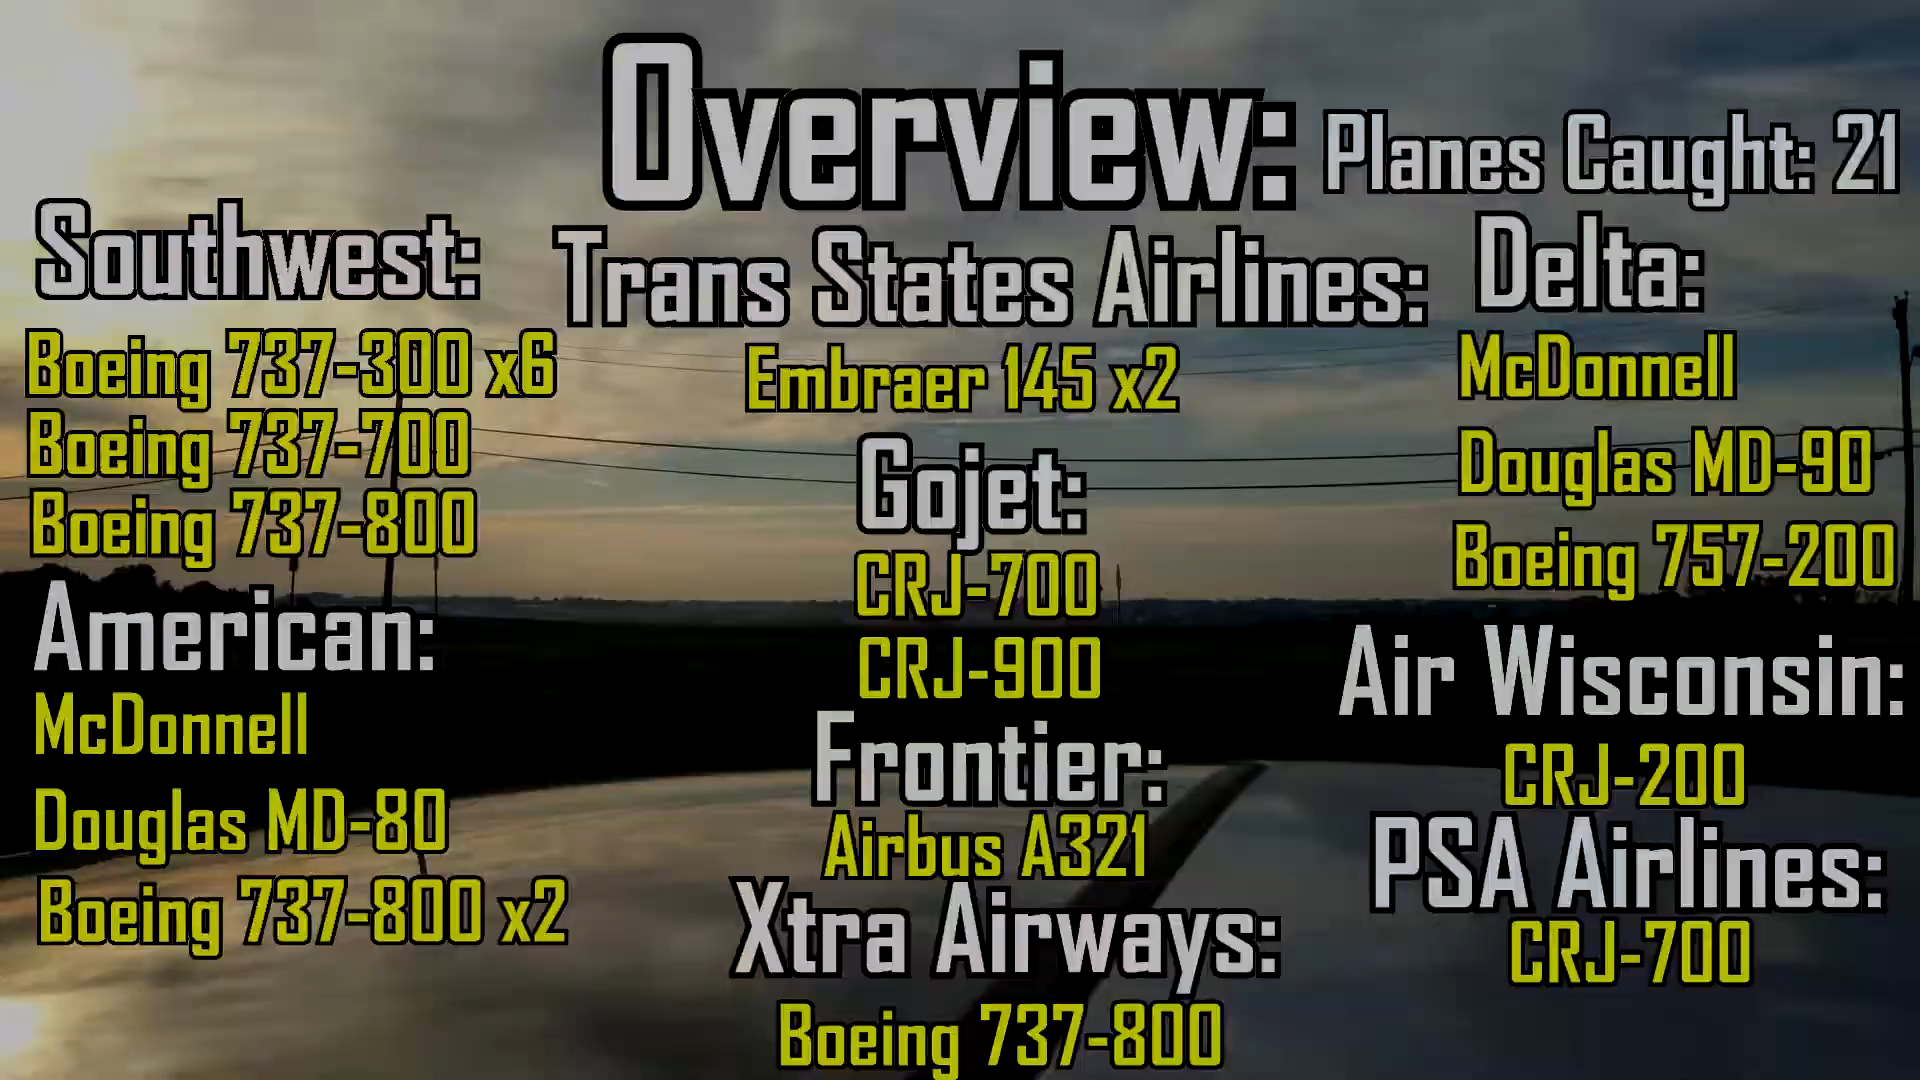 Overview:
Planes Caught: 21
Southwest:
Boeing 737-300 x6
Boeing 737-700
Boeing 737-800
American:
McDonnell
Douglas MD-80
Boeing 737-800 x2
Trans States Airlines:
Embraer 145 x2
Gojet:
CRJ-700
CRJ-900
Frontier:
Airbus A321
Xtra Airways:
Boeing 737-800
Delta:
McDonnell
Douglas MD-90
Boeing 757-200
Air Wisconsin:
CRJ-200
PSA Airlines:
CRJ-700